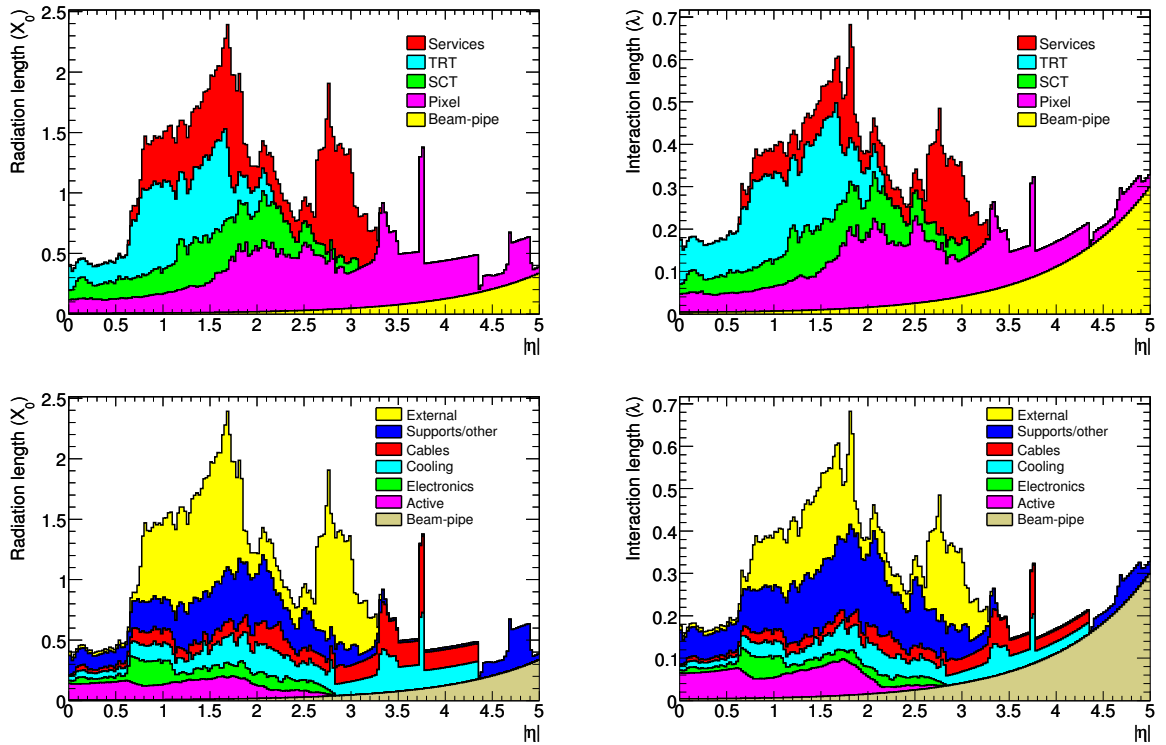 Radiation length (X0)
2.5
2
1.5
1
0.5
0
Services
TRT
SCT
Pixel
Beam-pipe
0 0.5 1 1.5 2 2.5 3 3.5 4 4.5 5
|η|
Interaction length (λ)
0.7
0.6
0.5
0.4
0.3
0.2
0.1
0
Services
TRT
SCT
Pixel
Beam-pipe
0 0.5 1 1.5 2 2.5 3 3.5 4 4.5 5
|η|
Radiation length (X0)
2.5
2
1.5
1
0.5
0
External
Supports/other
Cables
Cooling
Electronics
Active
Beam-pipe
0 0.5 1 1.5 2 2.5 3 3.5 4 4.5 5
|η|
Interaction length (λ)
0.7
0.6
0.5
0.4
0.3
0.2
0.1
0
External
Supports/other
Cables
Cooling
Electronics
Active
Beam-pipe
0 0.5 1 1.5 2 2.5 3 3.5 4 4.5 5
|η|